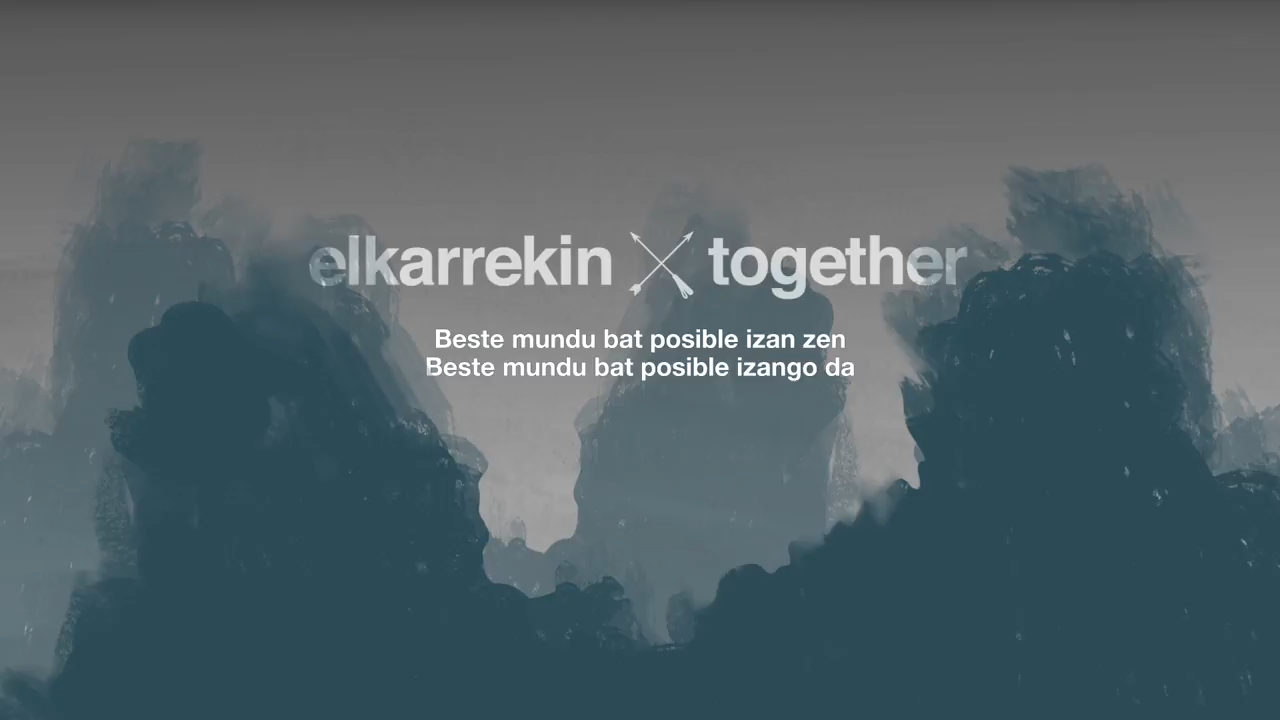 elkarrekin together
Beste mundu bat posible izan zen
Beste mundu bat posible izango da